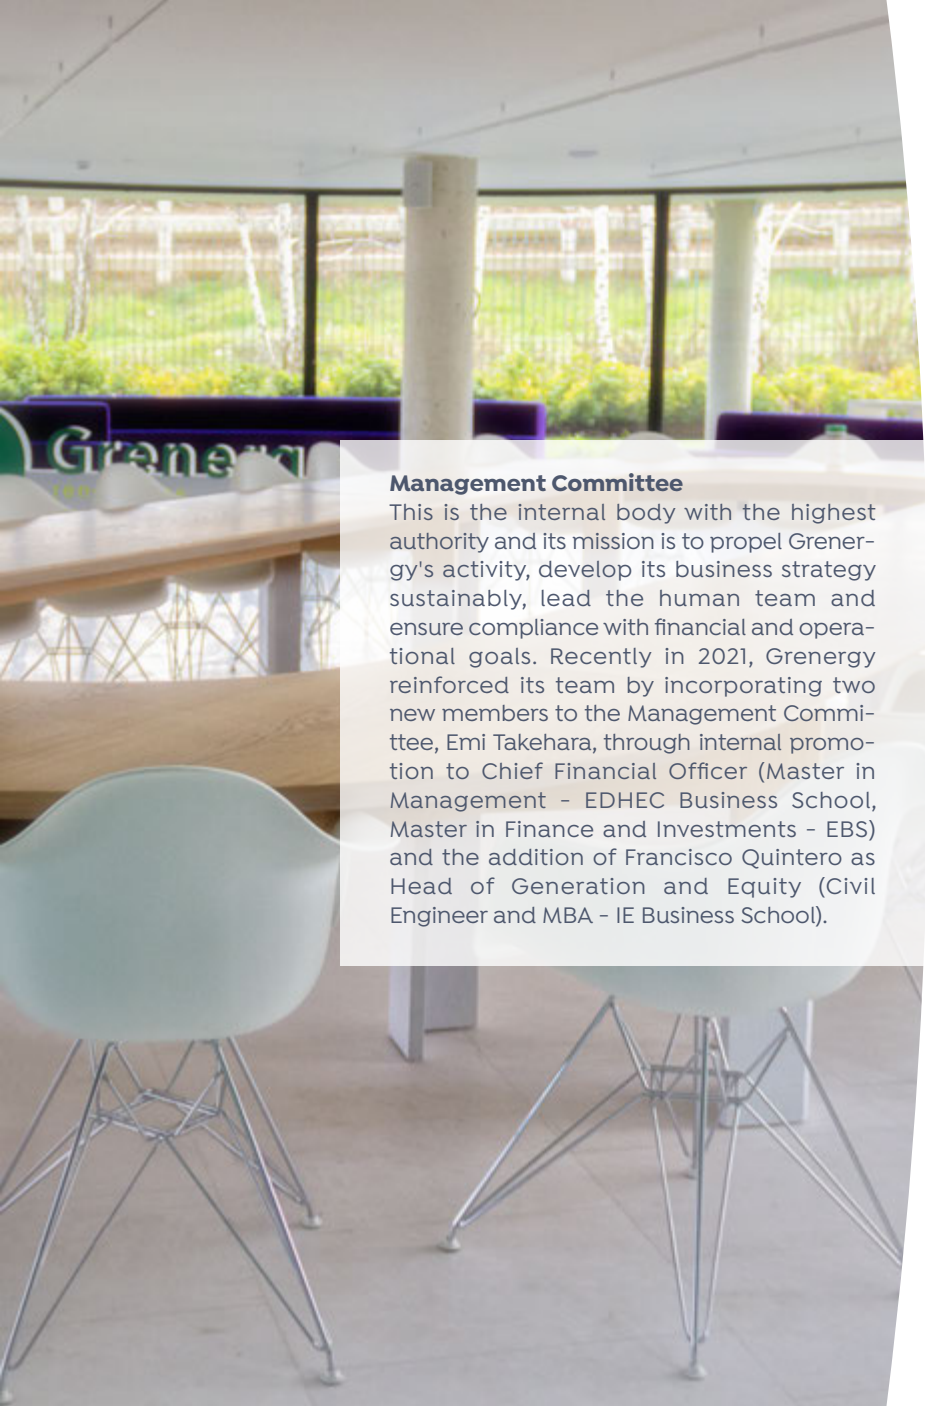 Grenerg
Management Committee
This is the internal body with the highest
authority and its mission is to propel Grener-
gy's activity, develop its business strategy
sustainably, lead the human team and
ensure compliance with financial and opera-
tional goals. Recently in 2021, Grenergy
reinforced its team by incorporating two
new members to the Management Commi-
ttee, Emi Takehara, through internal promo-
tion to Chief Financial Officer (Master in
Management - EDHEC Business School,
Master in Finance and Investments - EBS)
and the addition of Francisco Quintero as
Head of Generation and Equity (Civil
Engineer and MBA - IE Business School).